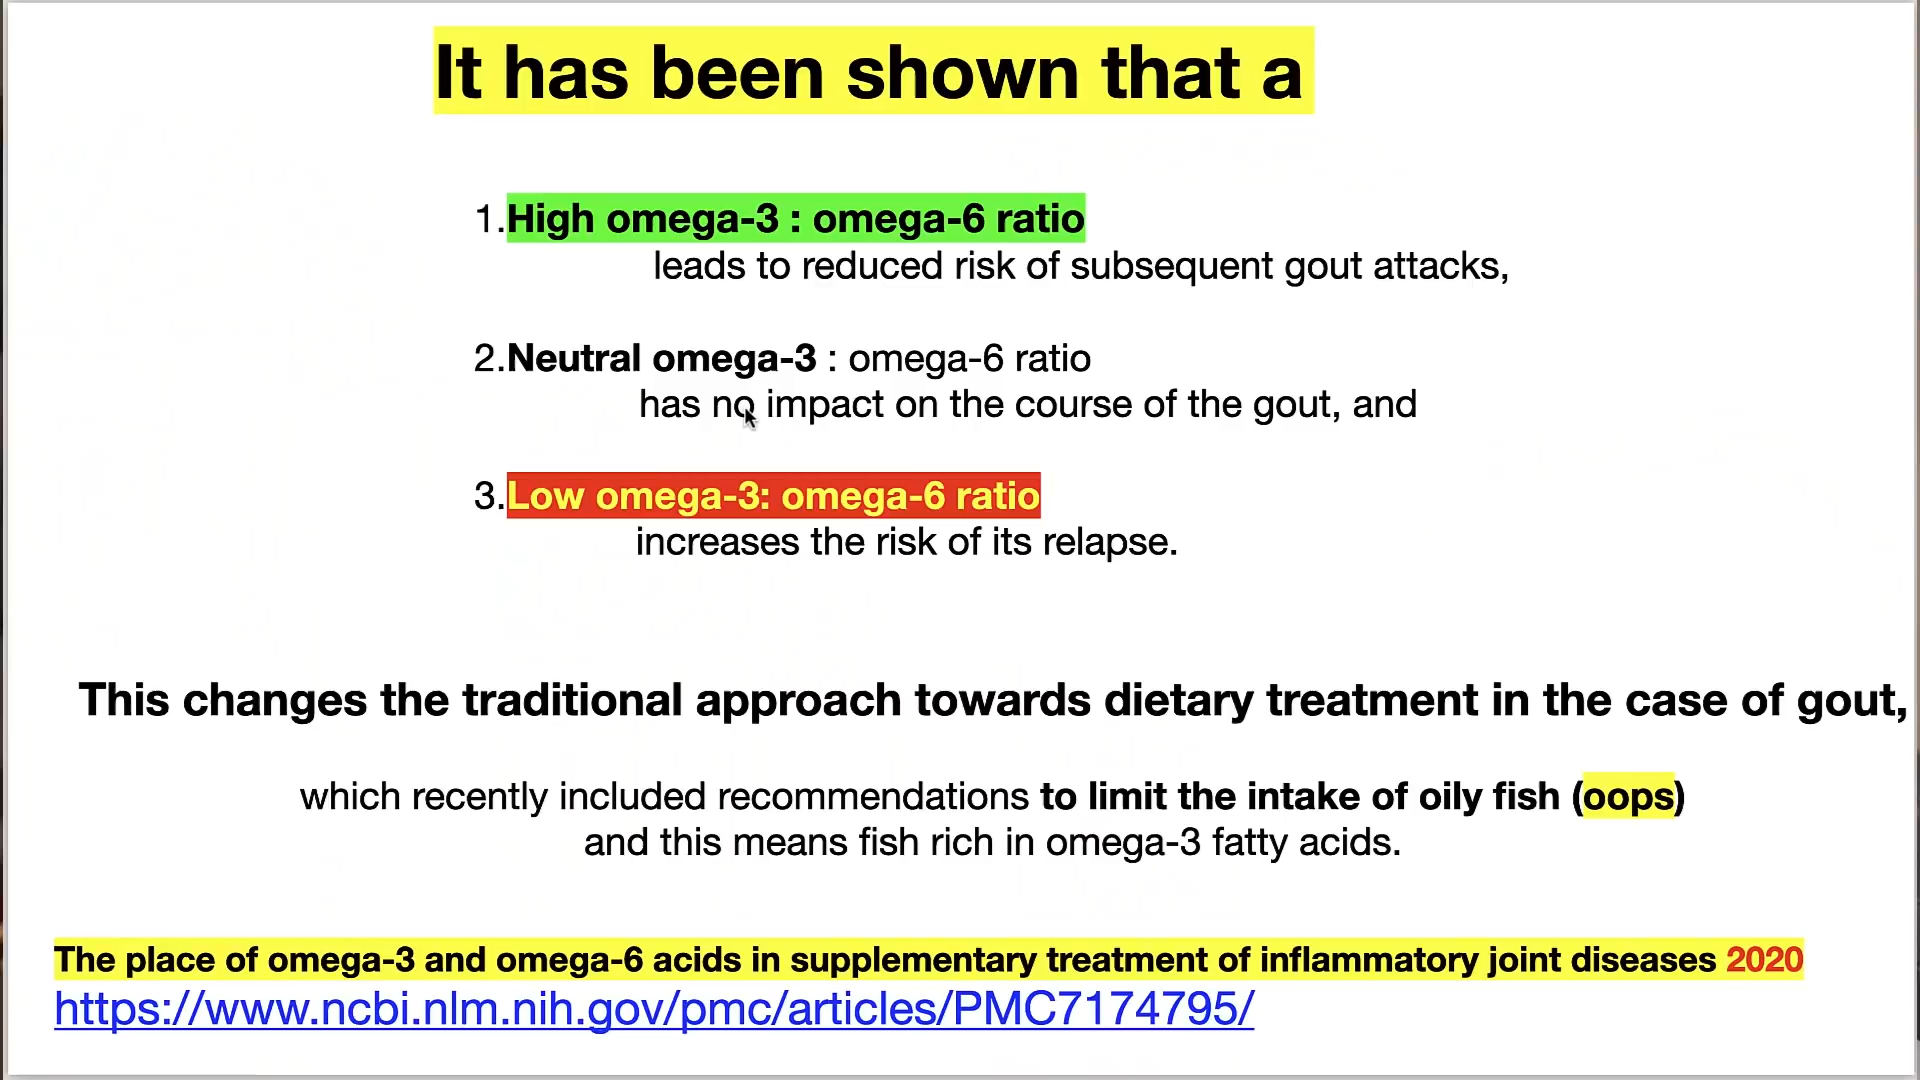 It has been shown that a
1.High omega-3 : omega-6 ratio
leads to reduced risk of subsequent gout attacks,
2.Neutral omega-3 : omega-6 ratio
has no impact on the course of the gout, and
3.Low omega-3: omega-6 ratio
increases the risk of its relapse.
This changes the traditional approach towards dietary treatment in the case of gout,
which recently included recommendations to limit the intake of oily fish (oops)
and this means fish rich in omega-3 fatty acids.
The place of omega-3 and omega-6 acids in supplementary treatment of inflammatory joint diseases 2020
https://www.ncbi.nlm.nih.gov/pmc/articles/PMC7174795/